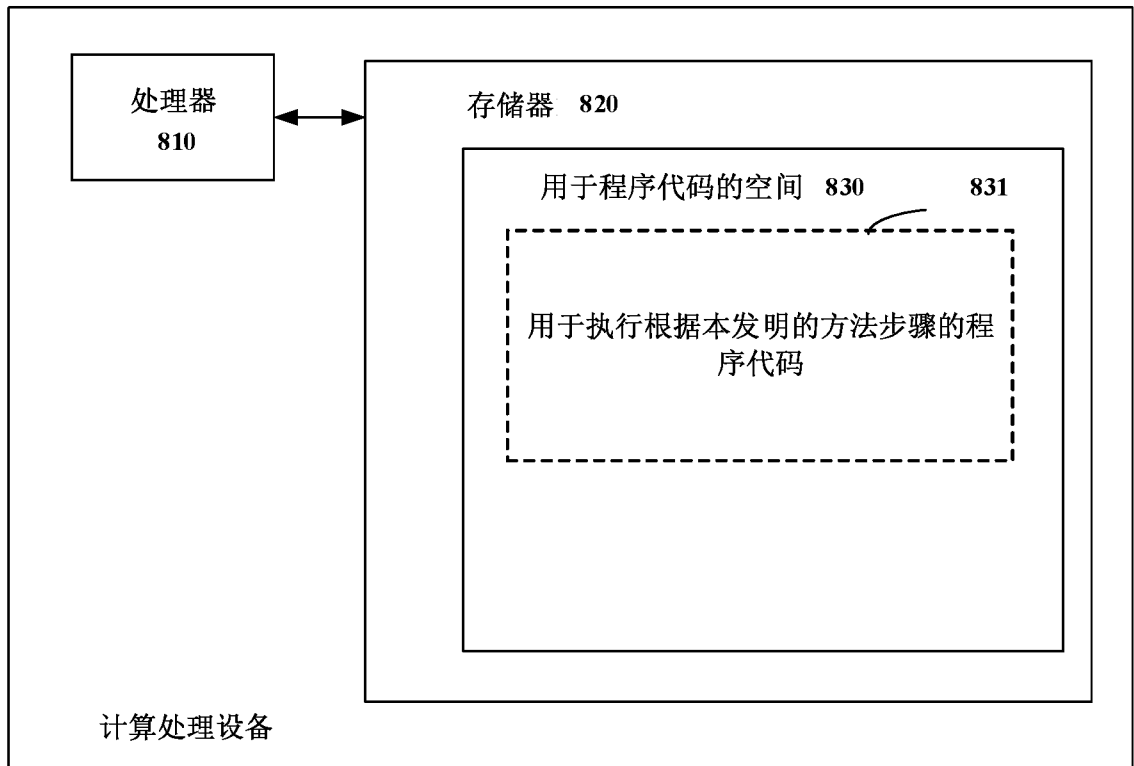 处理器
810
存储器 820
用于程序代码的空间 830 831
用于执行根据本发明的方法步骤的程
序代码
计算处理设备